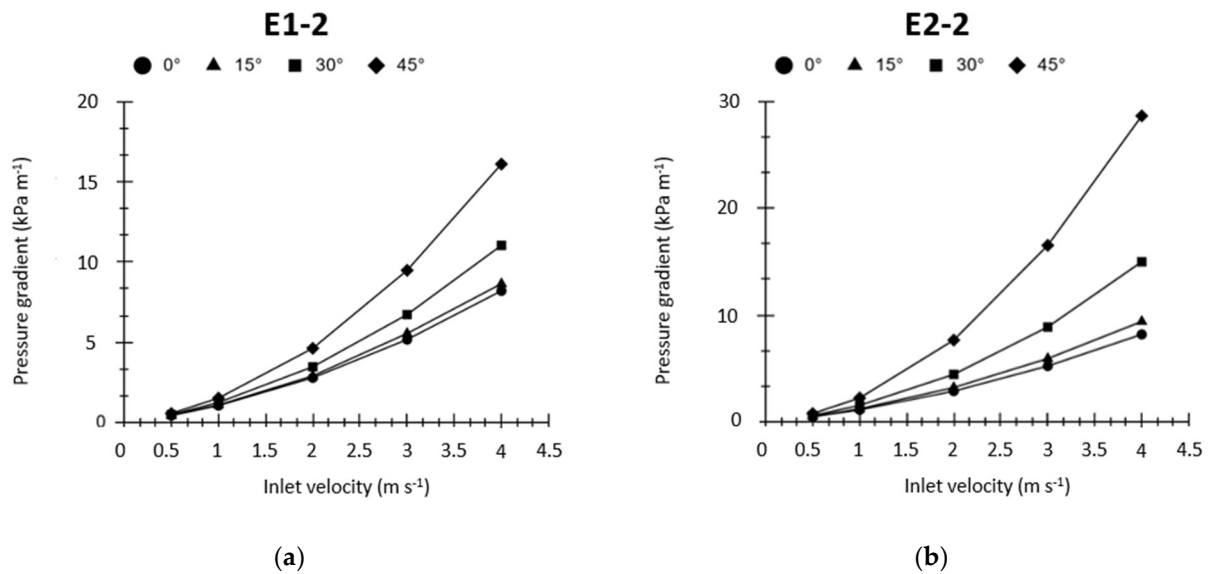 E1-2
0° 15° 30° 45°
20
15
10
5
0
Pressure gradient (kPa m-1)
0 0.5 1 1.5 2 2.5 3 3.5 4 4.5
Inlet velocity (m s-1)
(a)
E2-2
0° 15° 30° 45°
30
20
10
0
Pressure gradient (kPa m-1)
0 0.5 1 1.5 2 2.5 3 3.5 4 4.5
Inlet velocity (m s-1)
(b)